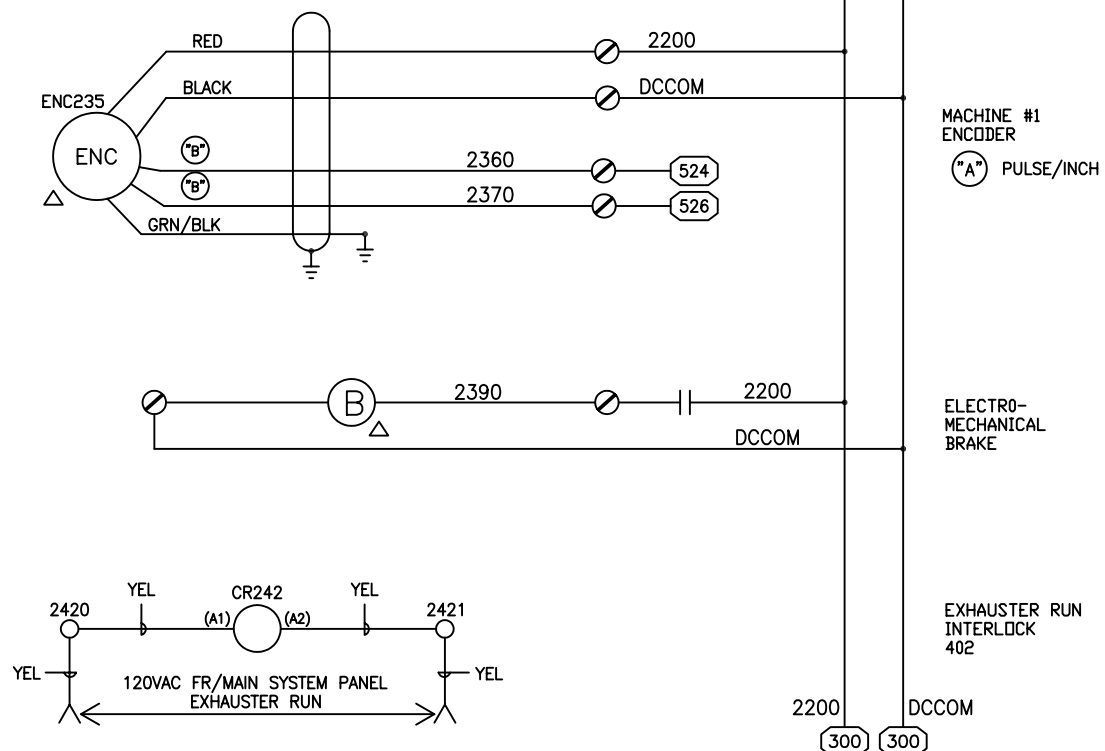 RED
2200
BLACK
DCCOM
ENC235
ENC
"B"
2360
524
"B"
2370
526
GRN/BLK
MACHINE #1
ENCODER
"A" PULSE/INCH
B
2390
2200
DCCOM
ELECTRO-
MECHANICAL
BRAKE
YEL
CR242
YEL
2420
(A1)
(A2)
2421
YEL
YEL
120VAC FR/MAIN SYSTEM PANEL
EXHAUSTER RUN
EXHAUSTER RUN
INTERLOCK
402
2200
DCCOM
300
300